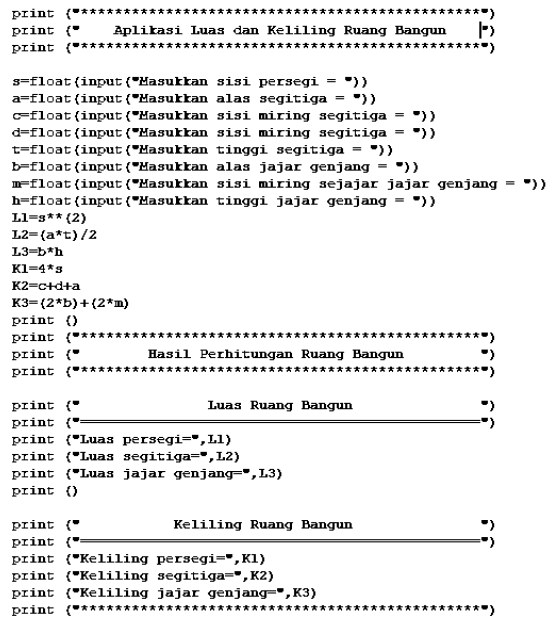 print ("***********************************************")
print ("    Aplikasi Luas dan Keliling Ruang Bangun    ")
print ("***********************************************")
s=float(input("Masukkan sisi persegi = "))
a=float(input("Masukkan alas segitiga = "))
c=float(input("Masukkan sisi miring segitiga = "))
d=float(input("Masukkan sisi miring segitiga = "))
t=float(input("Masukkan tinggi segitiga = "))
b=float(input("Masukkan alas jajar genjang = "))
m=float(input("Masukkan sisi miring sejajar jajar genjang = "))
h=float(input("Masukkan tinggi jajar genjang = "))
L1=s**(2)
L2=(a*t)/2
L3=b*h
K1=4*s
K2=c+d+a
K3=(2*b)+(2*m)
print ()
print ("***********************************************")
print ("        Hasil Perhitungan Ruang Bangun         ")
print ("***********************************************")
print ("               Luas Ruang Bangun               ")
print ("===============================================")
print ("Luas persegi=",L1)
print ("Luas segitiga=",L2)
print ("Luas jajar genjang=",L3)
print ()
print ("           Keliling Ruang Bangun               ")
print ("===============================================")
print ("Keliling persegi=",K1)
print ("Keliling segitiga=",K2)
print ("Keliling jajar genjang=",K3)
print ("***********************************************")